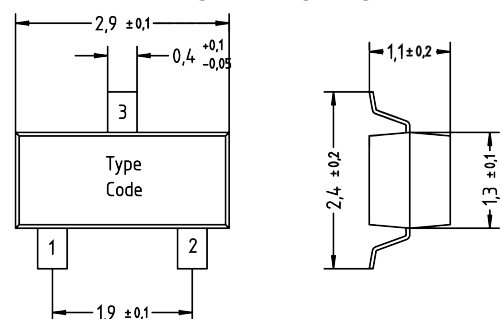 2,9 ±0,1
0,4 +0,1 -0,05
1,1±0,2
3
Type
Code
2,4 ±0,2
1,3 ±0,1
1
2
1,9 ±0,1